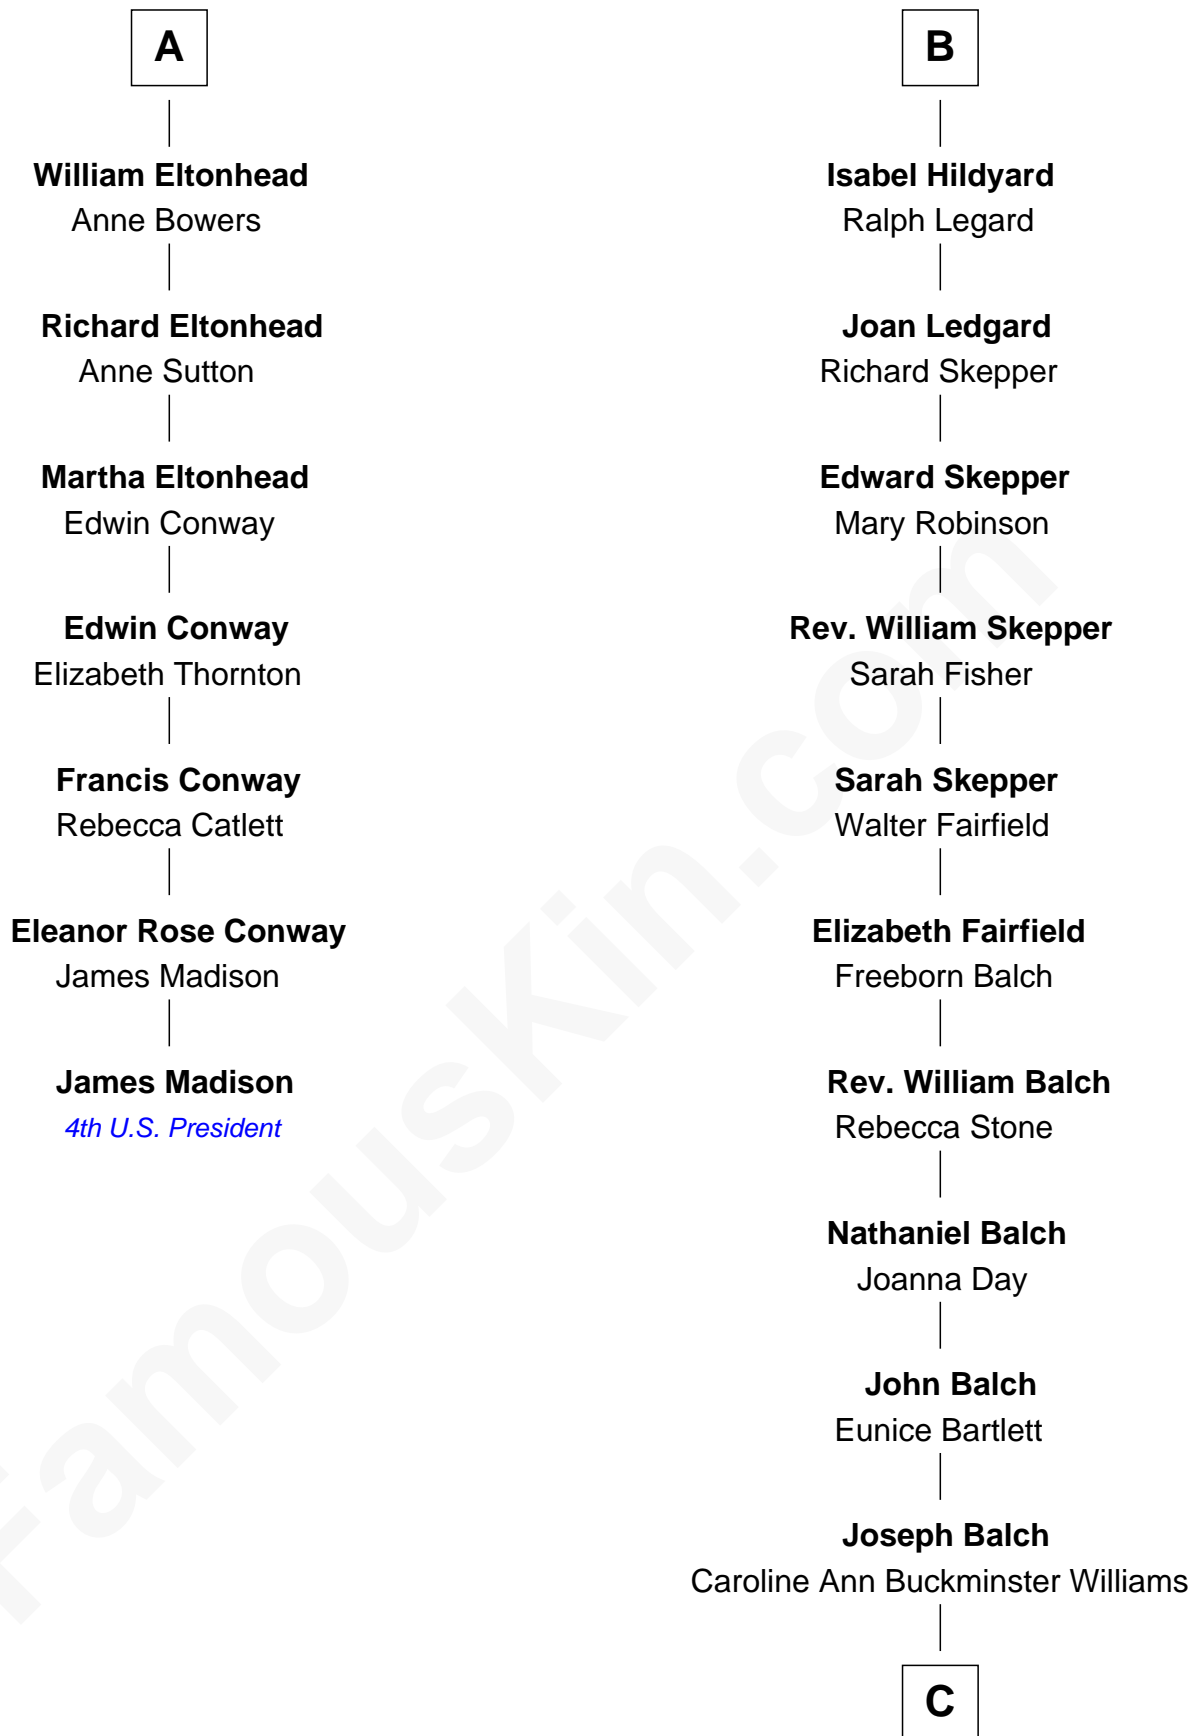 A
William Eltonhead
Anne Bowers
Richard Eltonhead
Anne Sutton
Martha Eltonhead
Edwin Conway
Edwin Conway
Elizabeth Thornton
Francis Conway
Rebecca Catlett
Eleanor Rose Conway
James Madison
James Madison
4th U.S. President
B
Isabel Hildyard
Ralph Legard
Joan Ledgard
Richard Skepper
Edward Skepper
Mary Robinson
Rev. William Skepper
Sarah Fisher
Sarah Skepper
Walter Fairfield
Elizabeth Fairfield
Freeborn Balch
Rev. William Balch
Rebecca Stone
Nathaniel Balch
Joanna Day
John Balch
Eunice Bartlett
Joseph Balch
Caroline Ann Buckminster Williams
C
FamousKin.com